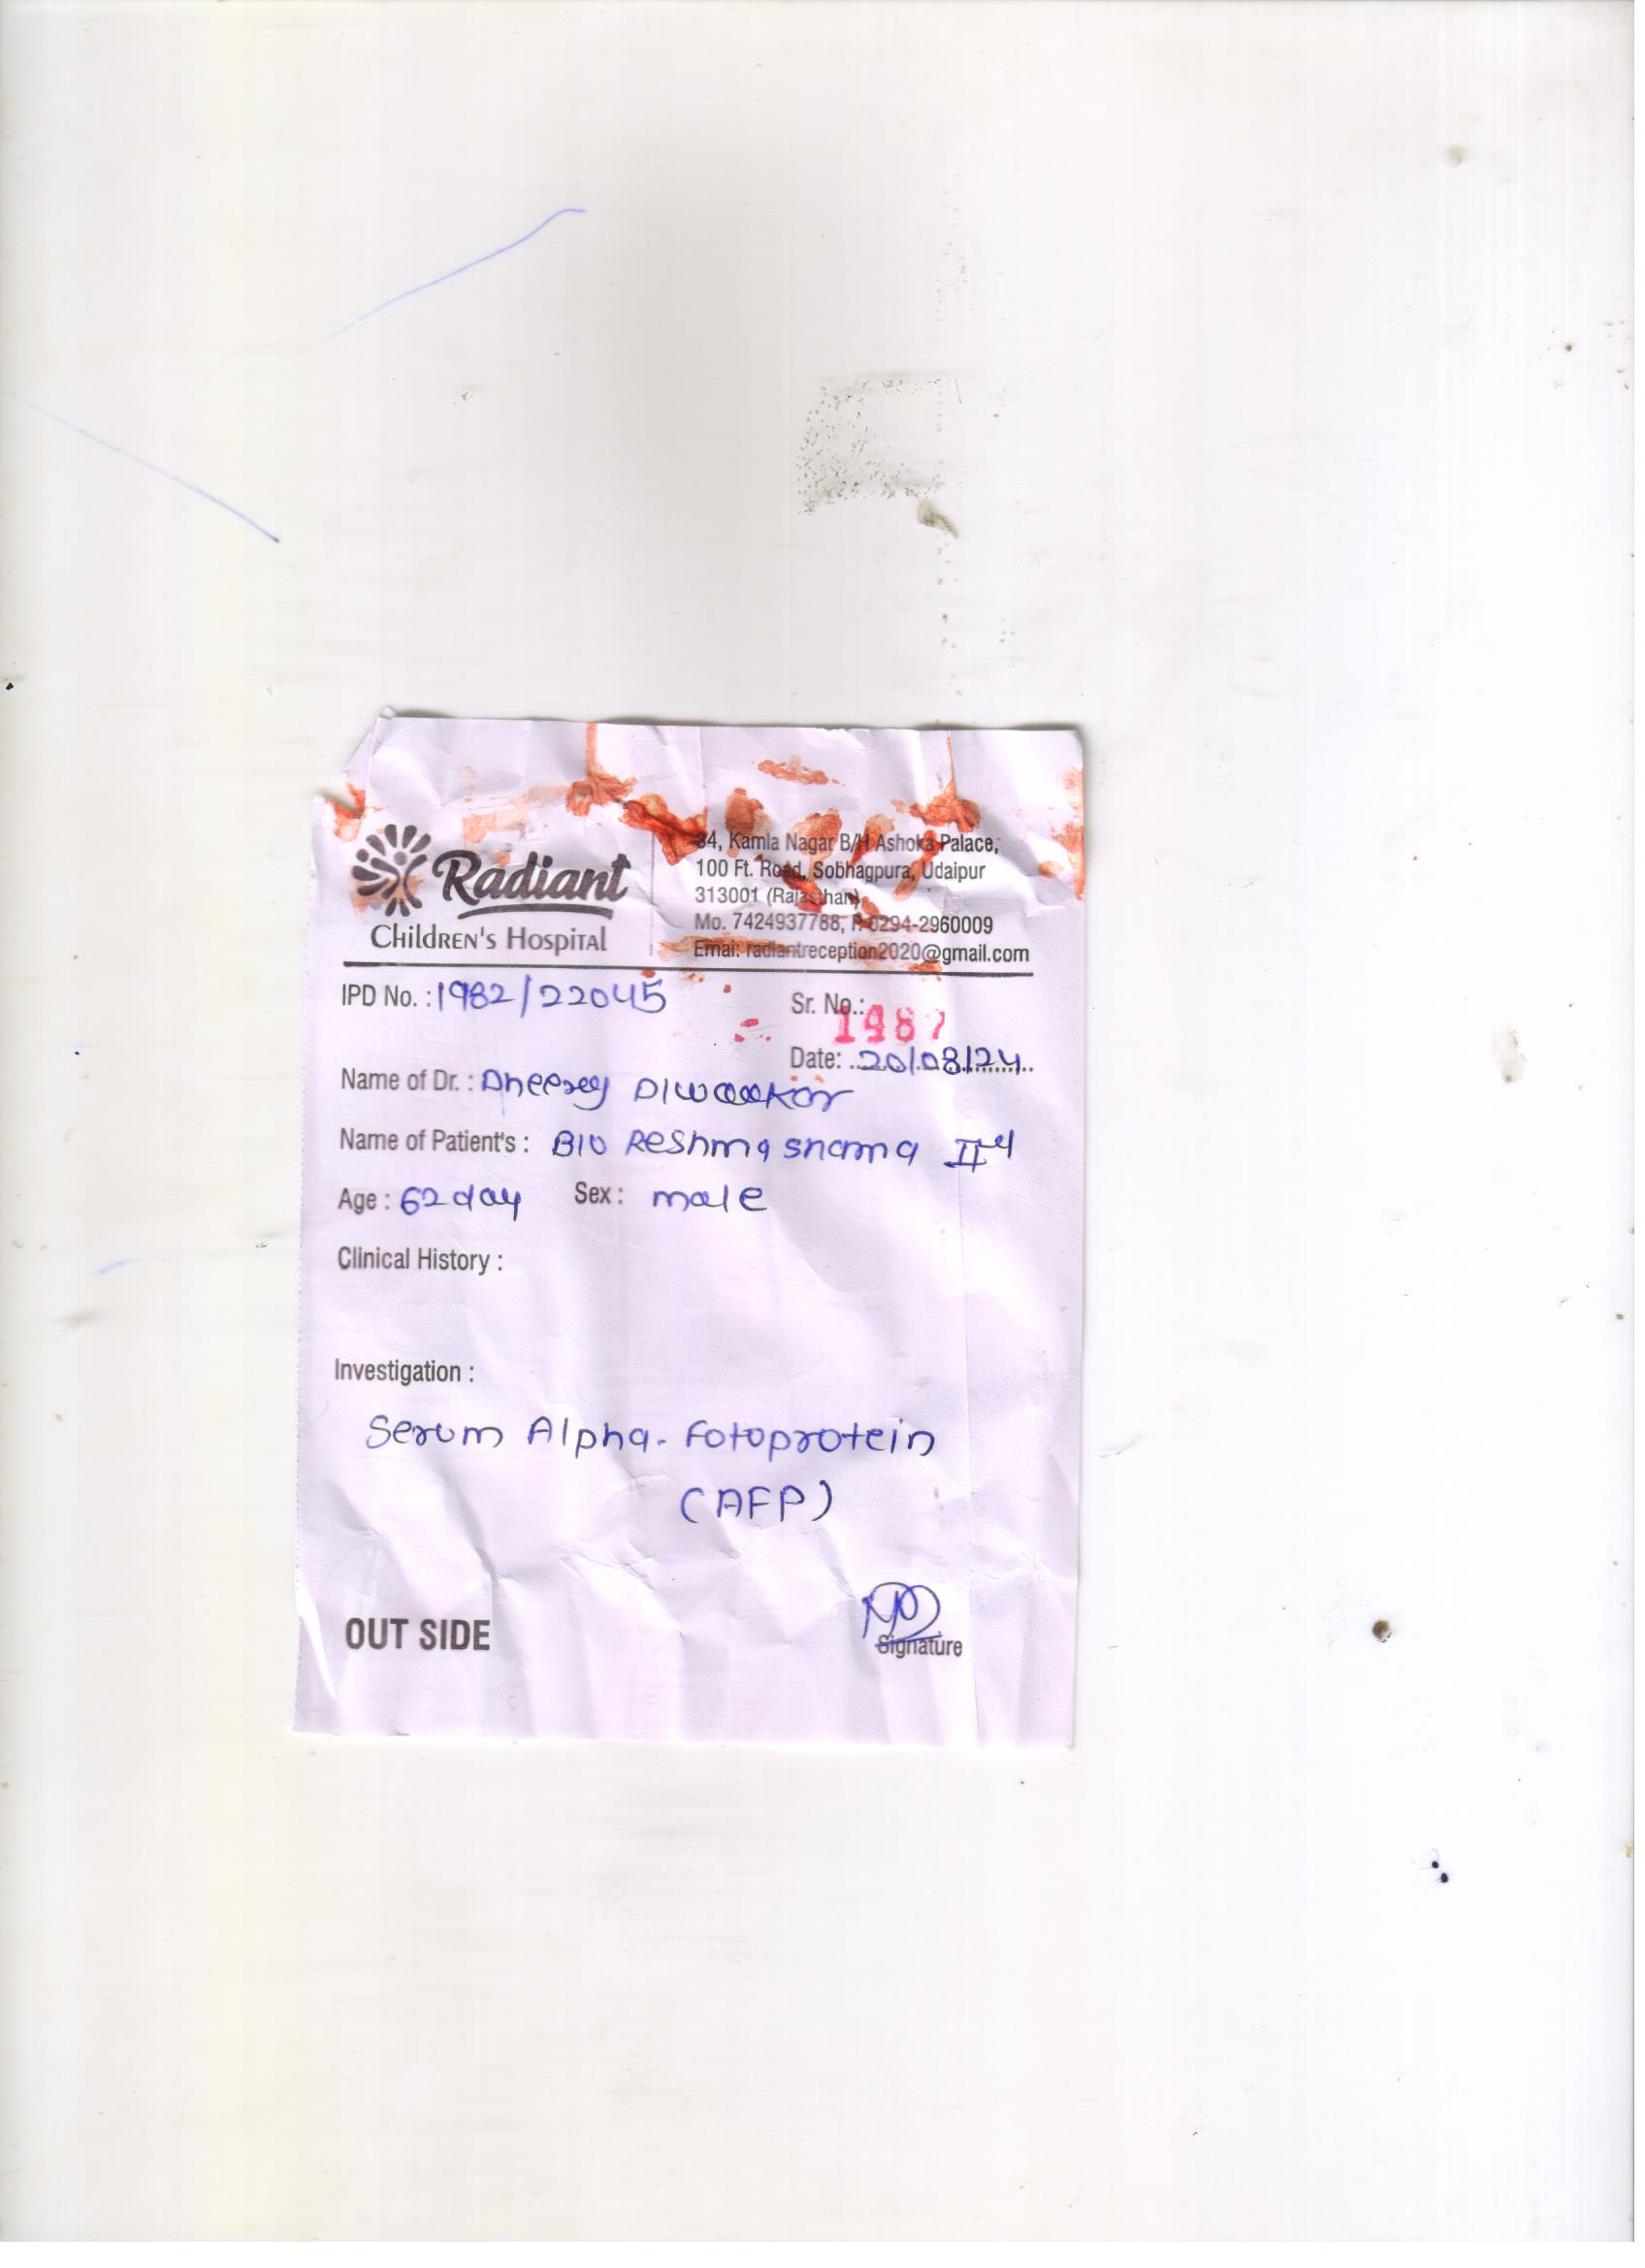 Radiant
Children's Hospital
34, Kamla Nagar B/H Ashoka Palace,
100 Ft. Road, Sobhagpura, Udaipur
313001 (Rajasthan)
Mo. 7424937788, P. 0294-2960009
Emai: radiantreception2020@gmail.com
IPD No. : 1982/22045
Sr. No.: 1987
Date: 20/08/24
Name of Dr. : Dheeraj Diwakar
Name of Patient's : B/O Reshma shama II
Age : 62 day Sex : male
Clinical History :
Investigation :
Serum Alpha-Fotoprotein
(AFP)
OUT SIDE
Signature